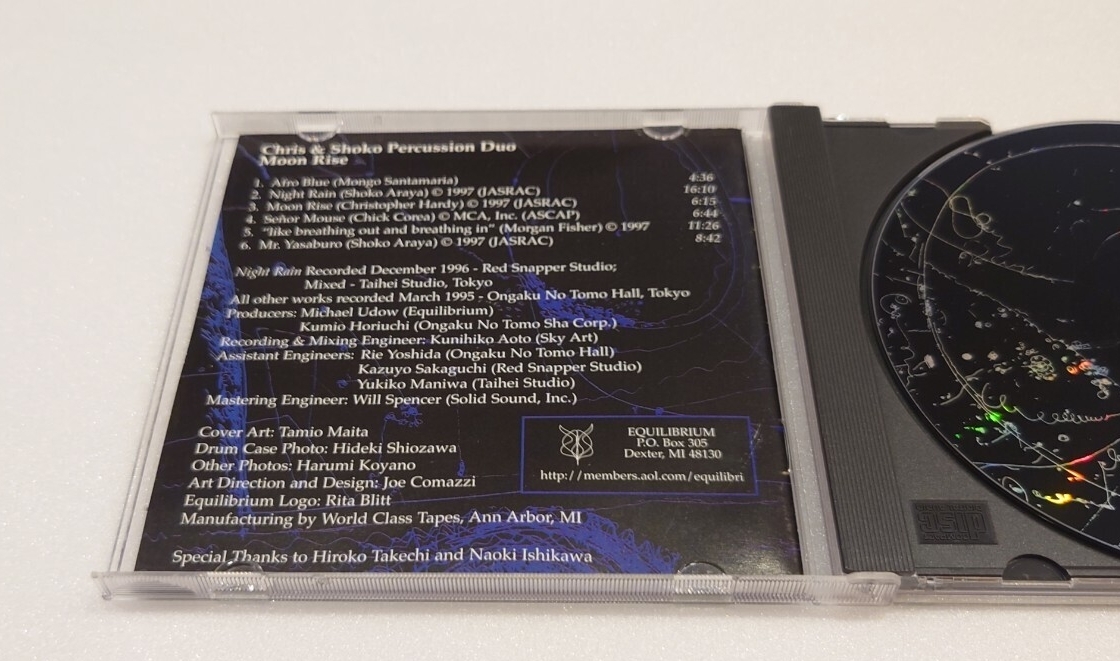 Chris & Shoko Percussion Duo
Moon Rise
1. Afro Blue (Mongo Santamaria) 4:36
2. Night Rain (Shoko Araya) © 1997 (JASRAC) 16:10
3. Moon Rise (Christopher Hardy) © 1997 (JASRAC) 6:15
4. Señor Mouse (Chick Corea) © MCA, Inc. (ASCAP) 6:44
5. "like breathing out and breathing in" (Morgan Fisher) © 1997 11:26
6. Mr. Yasaburo (Shoko Araya) © 1997 (JASRAC) 8:42
Night Rain Recorded December 1996 - Red Snapper Studio;
Mixed - Taihei Studio, Tokyo
All other works recorded March 1995 - Ongaku No Tomo Hall, Tokyo
Producers: Michael Udow (Equilibrium)
Kumio Horiuchi (Ongaku No Tomo Sha Corp.)
Recording & Mixing Engineer: Kunihiko Aoto (Sky Art)
Assistant Engineers: Rie Yoshida (Ongaku No Tomo Hall)
Kazuyo Sakaguchi (Red Snapper Studio)
Yukiko Maniwa (Taihei Studio)
Mastering Engineer: Will Spencer (Solid Sound, Inc.)
Cover Art: Tamio Maita
Drum Case Photo: Hideki Shiozawa
Other Photos: Harumi Koyano
Art Direction and Design: Joe Comazzi
Equilibrium Logo: Rita Blitt
Manufacturing by World Class Tapes, Ann Arbor, MI
Special Thanks to Hiroko Takechi and Naoki Ishikawa
EQUILIBRIUM
P.O. Box 305
Dexter, MI 48130
http://members.aol.com/equilibri